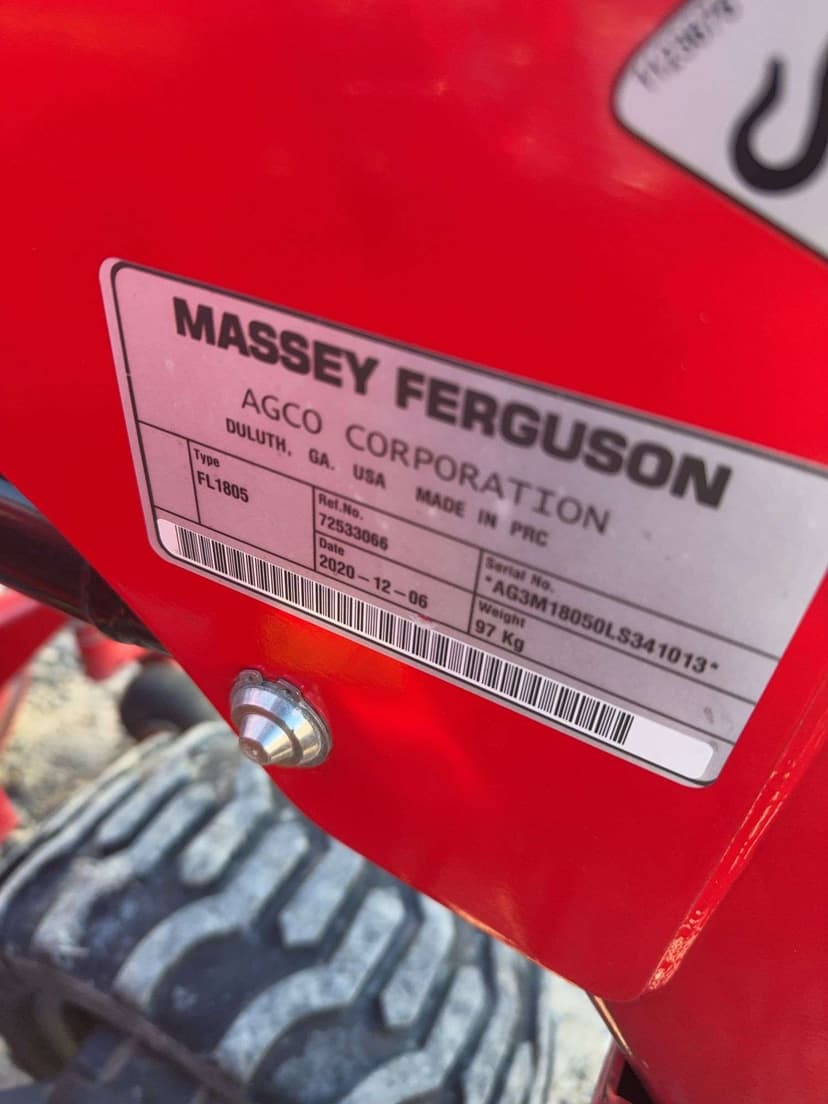 MASSEY FERGUSON
AGCO CORPORATION
DULUTH, GA. USA MADE IN PRC
Type
FL1805
Ref.No.
72533066
Date
2020-12-06
Serial No.
*AG3M18050LS341013*
Weight
97 Kg